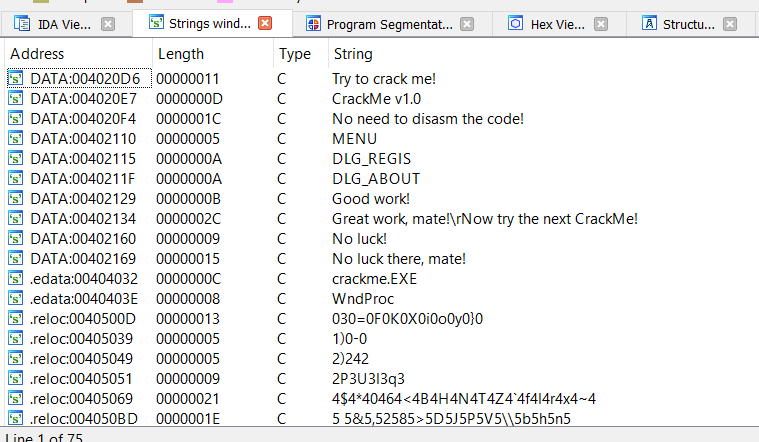 IDA Vie... Strings wind... Program Segmentat... Hex Vie... Structu...
Address Length Type String
DATA:004020D6 00000011 C Try to crack me!
DATA:004020E7 0000000D C CrackMe v1.0
DATA:004020F4 0000001C C No need to disasm the code!
DATA:00402110 00000005 C MENU
DATA:00402115 0000000A C DLG_REGIS
DATA:0040211F 0000000A C DLG_ABOUT
DATA:00402129 0000000B C Good work!
DATA:00402134 0000002C C Great work, mate!\rNow try the next CrackMe!
DATA:00402160 00000009 C No luck!
DATA:00402169 00000015 C No luck there, mate!
.edata:00404032 0000000C C crackme.EXE
.edata:0040403E 00000008 C WndProc
.reloc:0040500D 00000013 C 030=0F0K0X0i0o0y0}0
.reloc:00405039 00000005 C 1)0-0
.reloc:00405049 00000005 C 2)242
.reloc:00405051 00000009 C 2P3U3l3q3
.reloc:00405069 00000021 C 4$4*40464<4B4H4N4T4Z4`4f4l4r4x4~4
.reloc:004050BD 0000001E C 5 5&5,52585>5D5J5P5V5\\5b5h5n5
Line 1 of 75